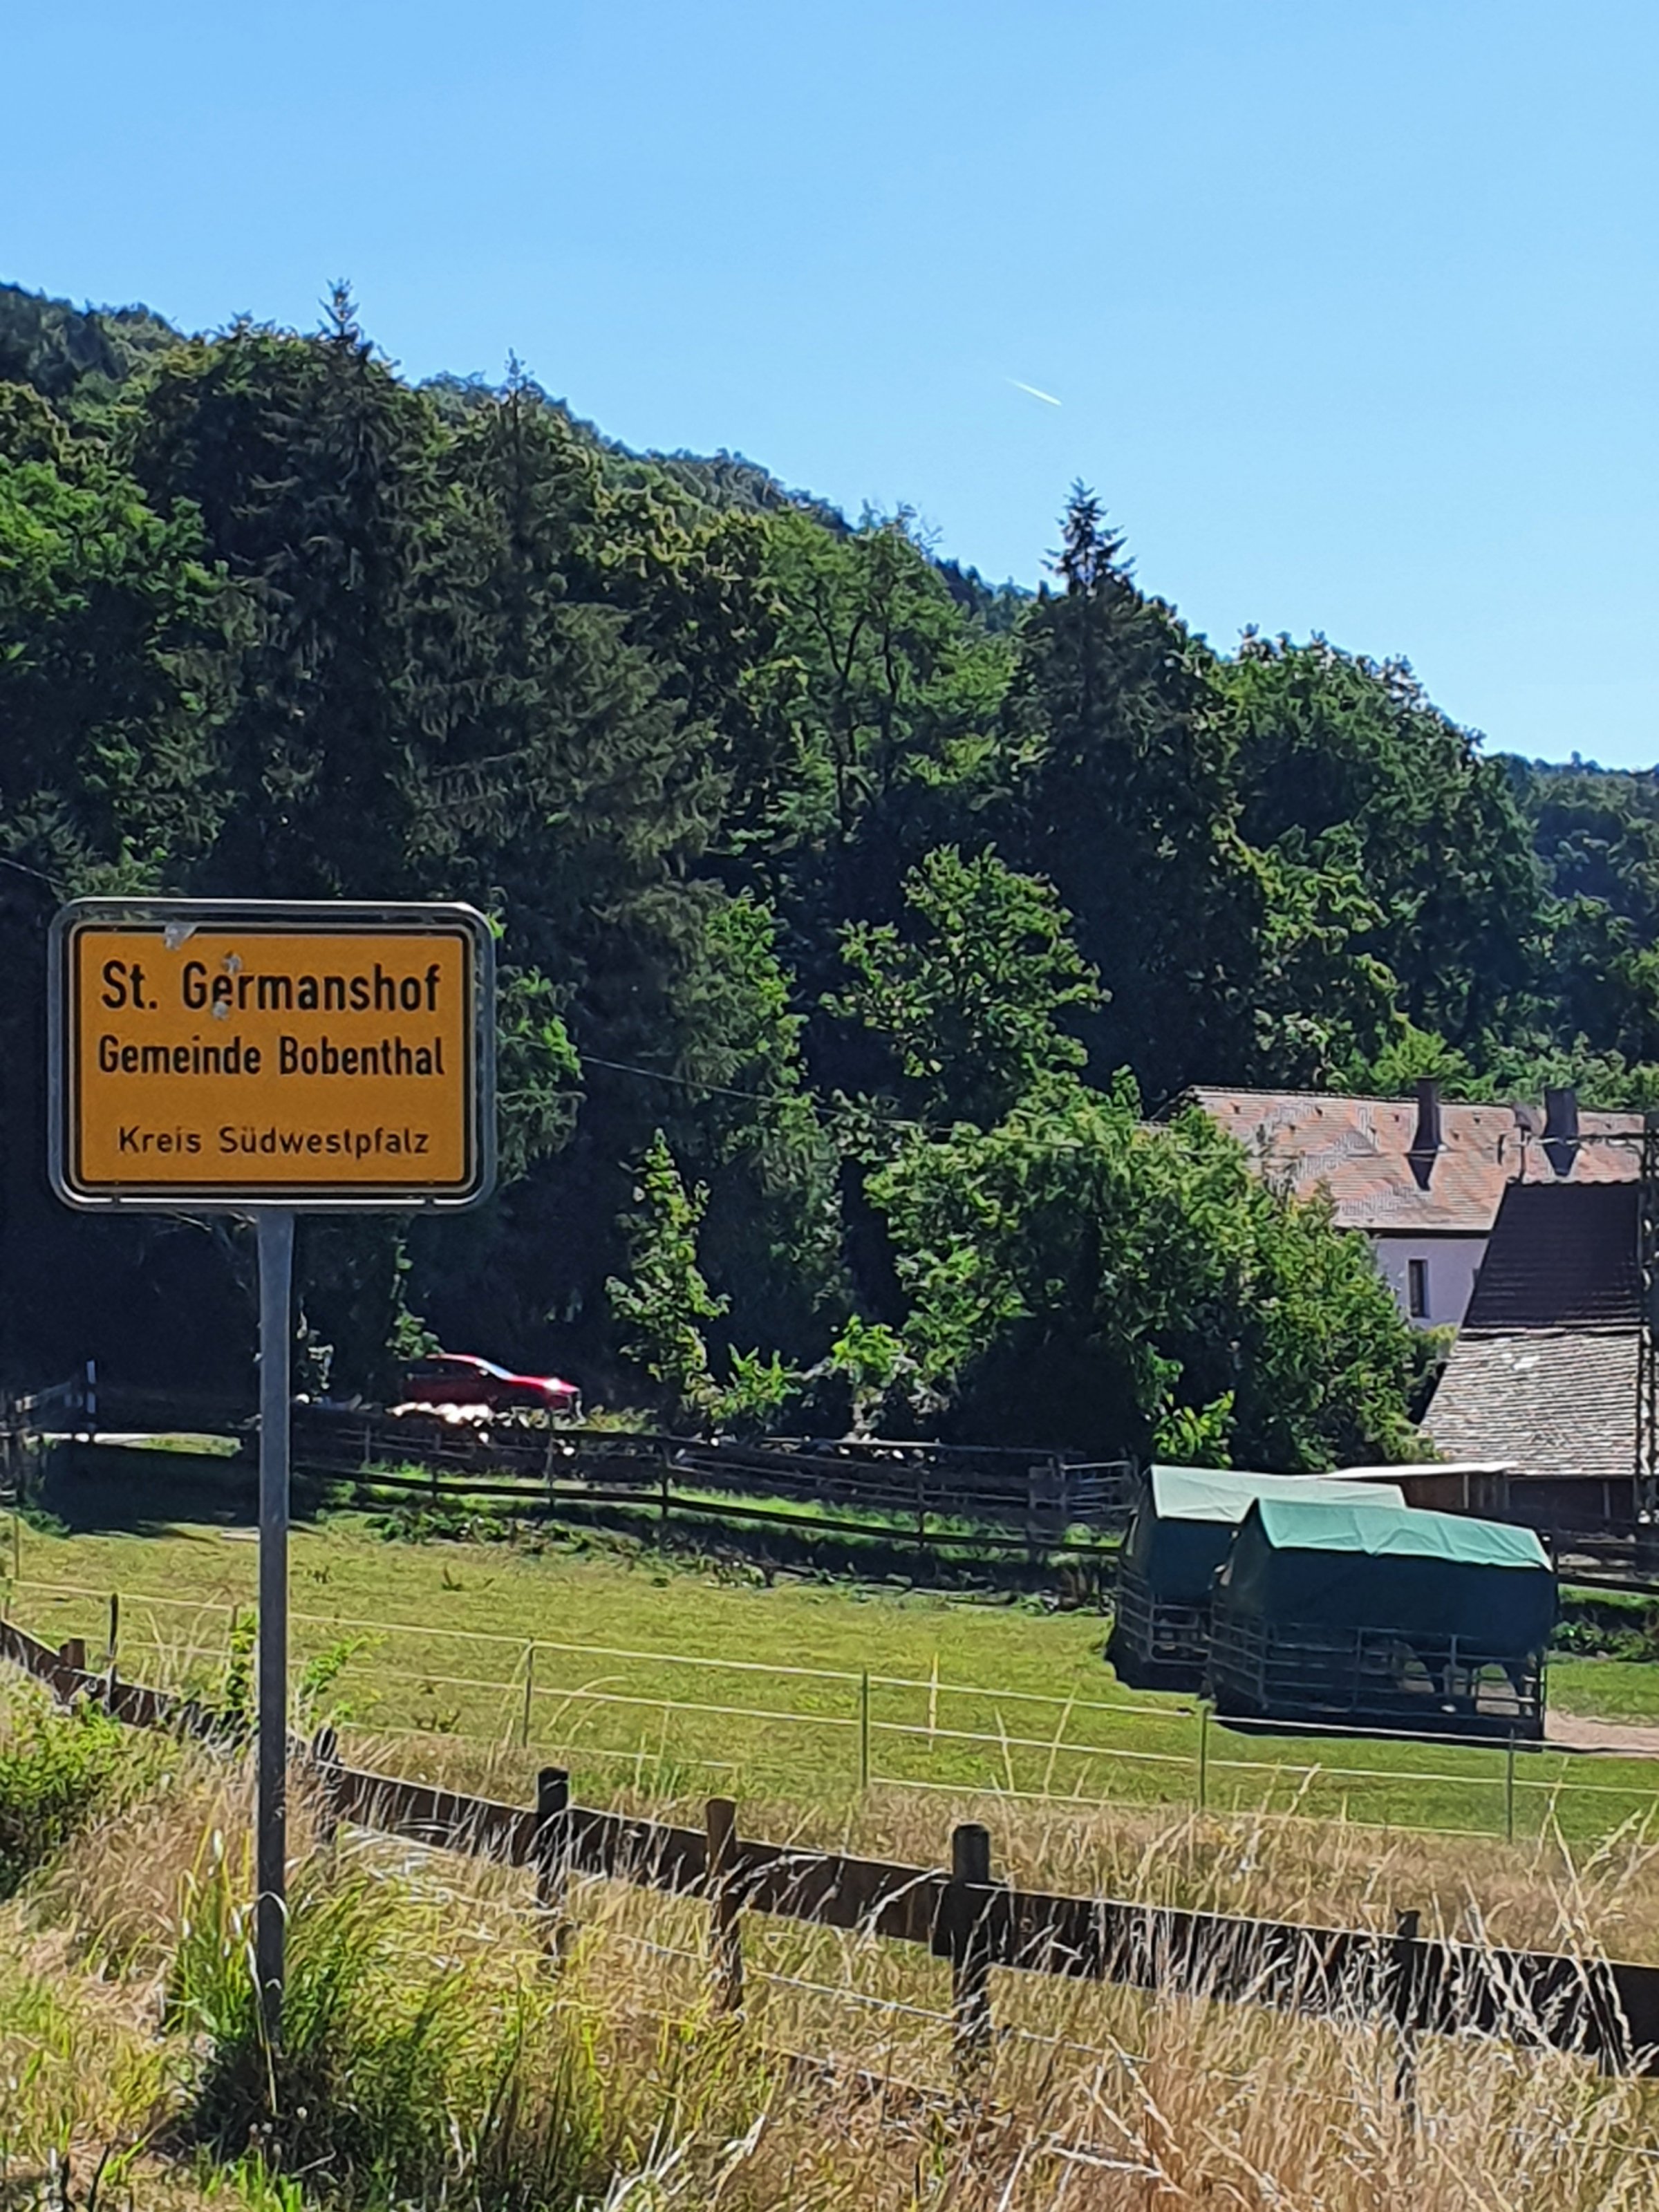 St. Germanshof
Gemeinde Bobenthal
Kreis Südwestpfalz